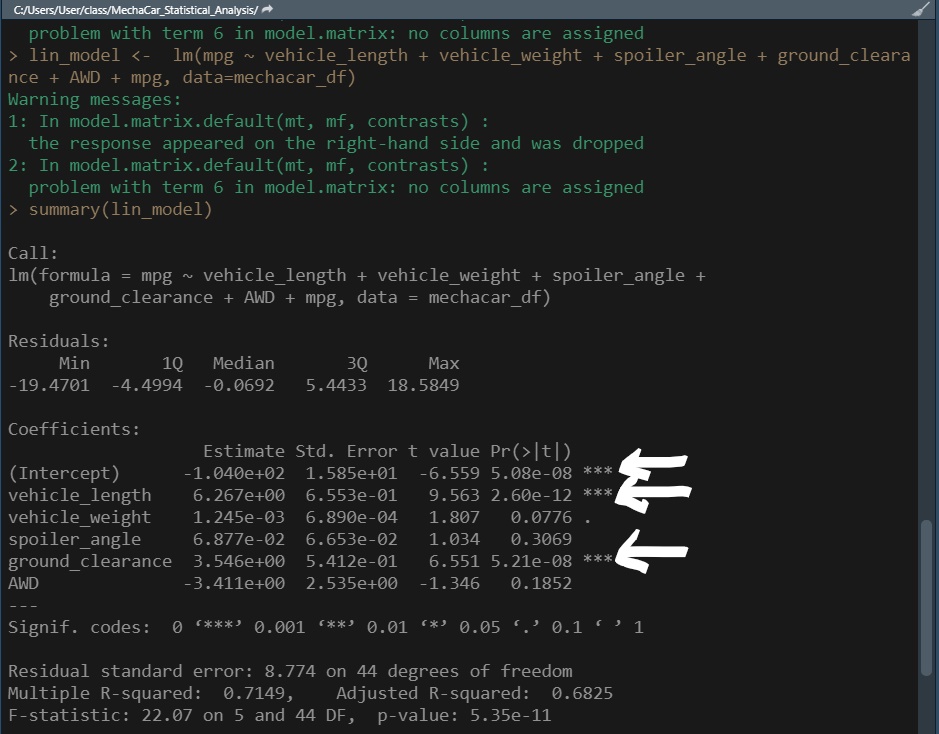 C:/Users/User/class/MechaCar_Statistical_Analysis/
problem with term 6 in model.matrix: no columns are assigned
> lin_model <-  lm(mpg ~ vehicle_length + vehicle_weight + spoiler_angle + ground_cleara
nce + AWD + mpg, data=mechacar_df)
Warning messages:
1: In model.matrix.default(mt, mf, contrasts) :
  the response appeared on the right-hand side and was dropped
2: In model.matrix.default(mt, mf, contrasts) :
  problem with term 6 in model.matrix: no columns are assigned
> summary(lin_model)
Call:
lm(formula = mpg ~ vehicle_length + vehicle_weight + spoiler_angle +
    ground_clearance + AWD + mpg, data = mechacar_df)
Residuals:
     Min       1Q   Median       3Q      Max
-19.4701  -4.4994  -0.0692   5.4433  18.5849
Coefficients:
                   Estimate Std. Error t value Pr(>|t|)
(Intercept)      -1.040e+02  1.585e+01  -6.559 5.08e-08 ***
vehicle_length    6.267e+00  6.553e-01   9.563 2.60e-12 ***
vehicle_weight    1.245e-03  6.890e-04   1.807   0.0776 .
spoiler_angle     6.877e-02  6.653e-02   1.034   0.3069
ground_clearance  3.546e+00  5.412e-01   6.551 5.21e-08 ***
AWD              -3.411e+00  2.535e+00  -1.346   0.1852
---
Signif. codes:  0 ‘***’ 0.001 ‘**’ 0.01 ‘*’ 0.05 ‘.’ 0.1 ‘ ’ 1
Residual standard error: 8.774 on 44 degrees of freedom
Multiple R-squared:  0.7149,    Adjusted R-squared:  0.6825
F-statistic: 22.07 on 5 and 44 DF,  p-value: 5.35e-11